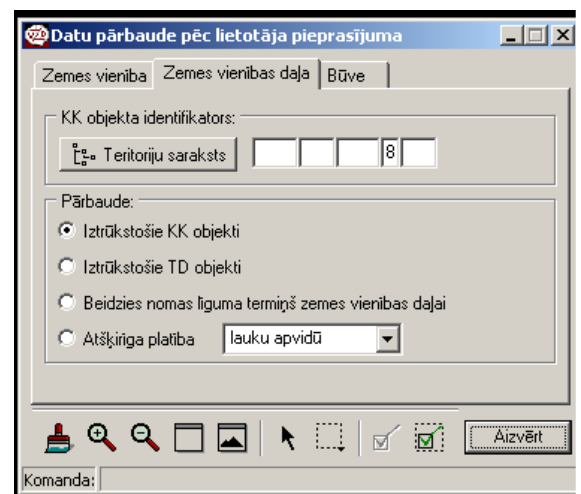 VZD Datu pārbaude pēc lietotāja pieprasījuma
Zemes vienība Zemes vienības daļa Būve
KK objekta identifikators:
Teritoriju saraksts 8
Pārbaude:
Iztrūkstošie KK objekti
Iztrūkstošie TD objekti
Beidzies nomas līguma termiņš zemes vienības daļai
Atšķirīga platība lauku apvidū
Aizvērt
Komanda: